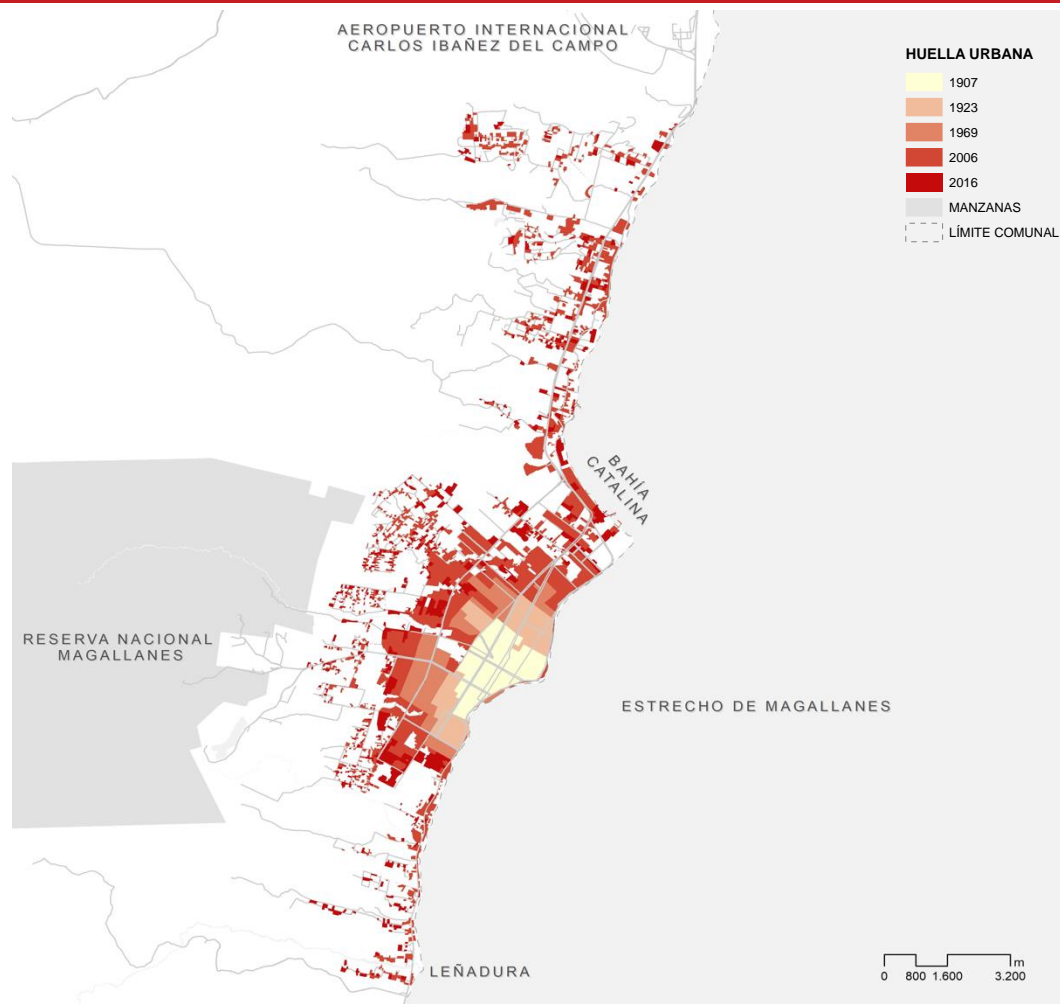 AEROPUERTO INTERNACIONAL
CARLOS IBAÑEZ DEL CAMPO
HUELLA URBANA
1907
1923
1969
2006
2016
MANZANAS
LÍMITE COMUNAL
BAHÍA
CATALINA
RESERVA NACIONAL
MAGALLANES
ESTRECHO DE MAGALLANES
LEÑADURA
m
0 800 1.600 3.200